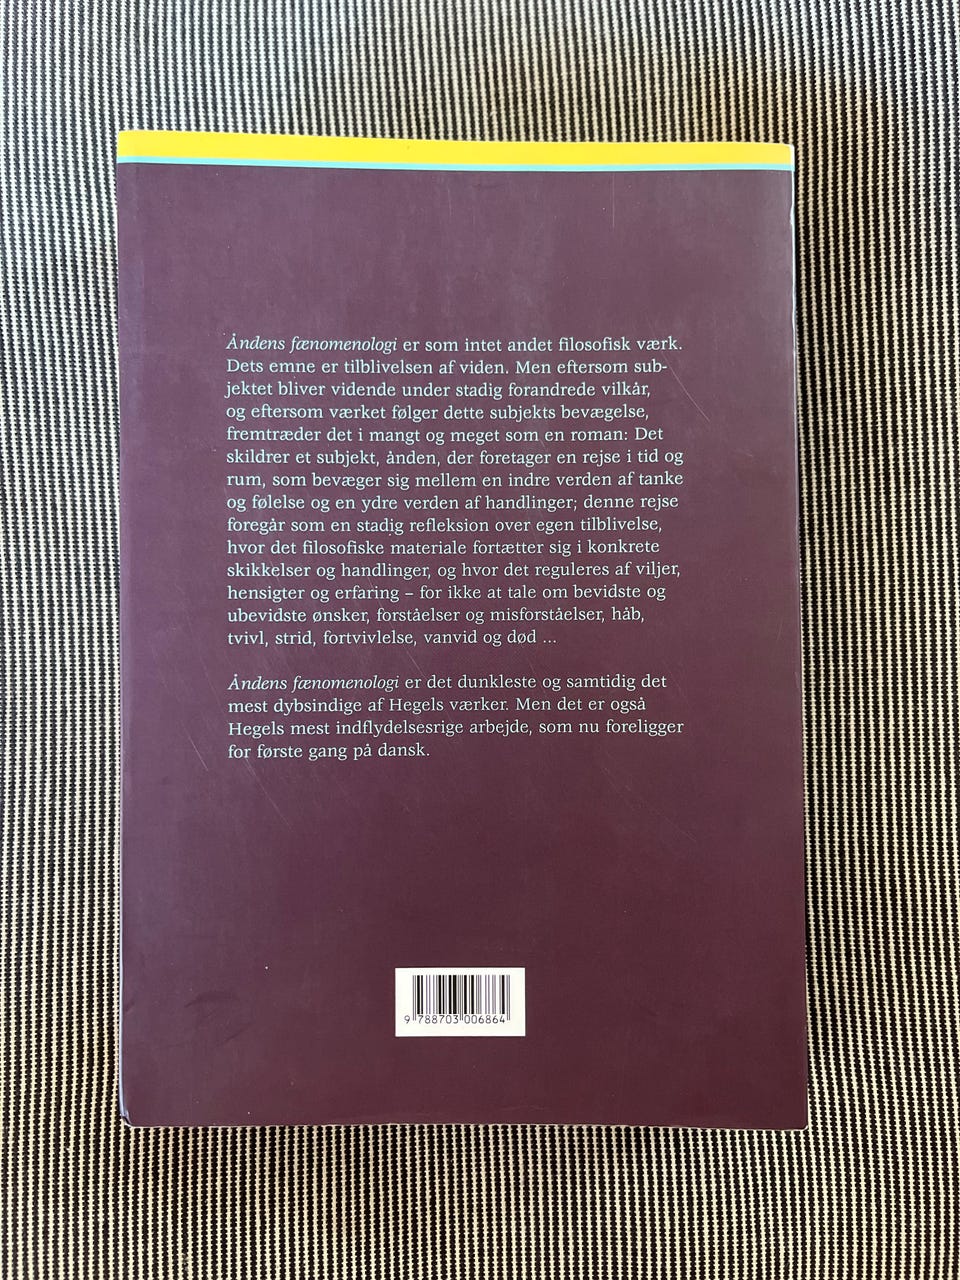 Åndens fænomenologi er som intet andet filosofisk værk.
Dets emne er tilblivelsen af viden. Men eftersom sub-
jektet bliver vidende under stadig forandrede vilkår,
og eftersom værket følger dette subjekts bevægelse,
fremtræder det i mangt og meget som en roman: Det
skildrer et subjekt, ånden, der foretager en rejse i tid og
rum, som bevæger sig mellem en indre verden af tanke
og følelse og en ydre verden af handlinger; denne rejse
foregår som en stadig refleksion over egen tilblivelse,
hvor det filosofiske materiale fortætter sig i konkrete
skikkelser og handlinger, og hvor det reguleres af viljer,
hensigter og erfaring – for ikke at tale om bevidste og
ubevidste ønsker, forståelser og misforståelser, håb,
tvivl, strid, fortvivlelse, vanvid og død ...
Åndens fænomenologi er det dunkleste og samtidig det
mest dybsindige af Hegels værker. Men det er også
Hegels mest indflydelsesrige arbejde, som nu foreligger
for første gang på dansk.
9 788703 006864